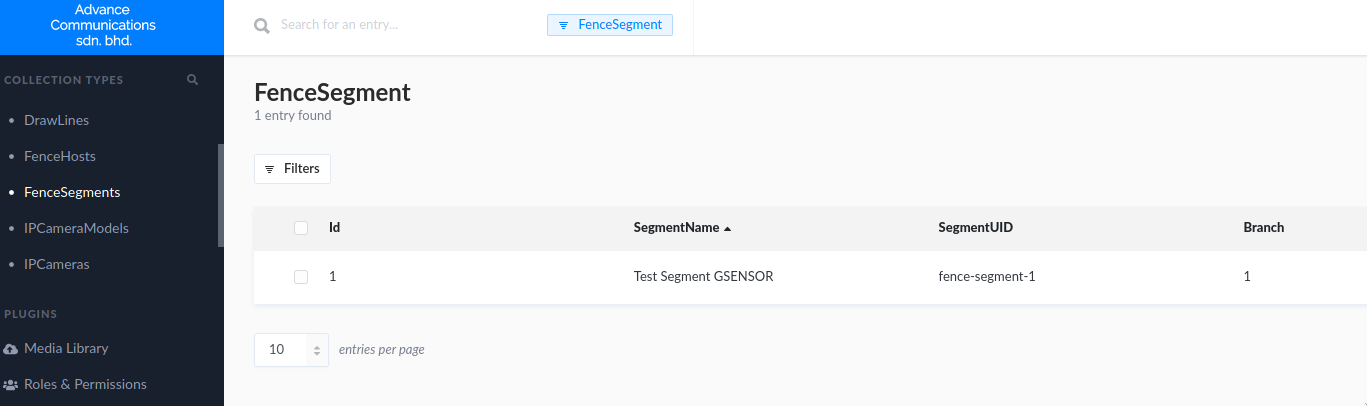 Advance
Communications
sdn. bhd.
Search for an entry...
FenceSegment
COLLECTION TYPES
DrawLines
FenceHosts
FenceSegments
IPCameraModels
IPCameras
PLUGINS
Media Library
Roles & Permissions
FenceSegment
1 entry found
Filters
Id SegmentName SegmentUID Branch
1 Test Segment GSENSOR fence-segment-1 1
10 entries per page